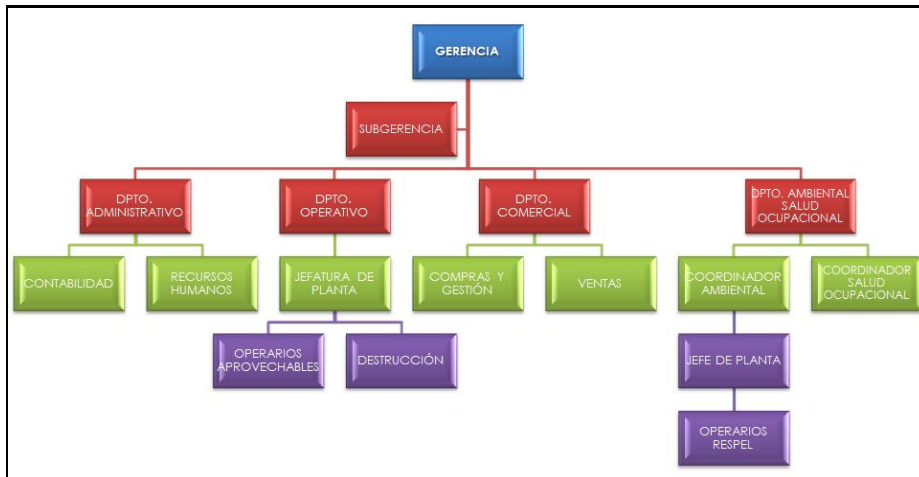 GERENCIA
SUBGERENCIA
DPTO.
ADMINISTRATIVO
DPTO.
OPERATIVO
DPTO.
COMERCIAL
DPTO. AMBIENTAL
SALUD
OCUPACIONAL
CONTABILIDAD
RECURSOS
HUMANOS
JEFATURA DE
PLANTA
COMPRAS Y
GESTIÓN
VENTAS
COORDINADOR
AMBIENTAL
COORDINADOR
SALUD
OCUPACIONAL
OPERARIOS
APROVECHABLES
DESTRUCCIÓN
JEFE DE PLANTA
OPERARIOS
RESPEL